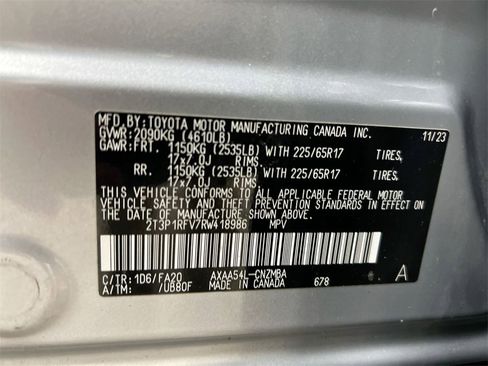 MFD. BY: TOYOTA MOTOR MANUFACTURING CANADA INC. 11/23
GVWR: 2090KG (4610LB)
GAWR: FRT. 1150KG (2535LB) WITH 225/65R17 TIRES,
17x7.0J RIMS.
RR. 1150KG (2535LB) WITH 225/65R17 TIRES,
17x7.0J RIMS.
THIS VEHICLE CONFORMS TO ALL APPLICABLE FEDERAL MOTOR
VEHICLE SAFETY AND THEFT PREVENTION STANDARDS IN EFFECT
ON THE DATE OF MANUFACTURE SHOWN ABOVE.
2T3P1RFV7RW418986 MPV
C/TR: 1D6/FA20 AXAA54L-CNZMBA A
A/TM: /UB80F MADE IN CANADA 678